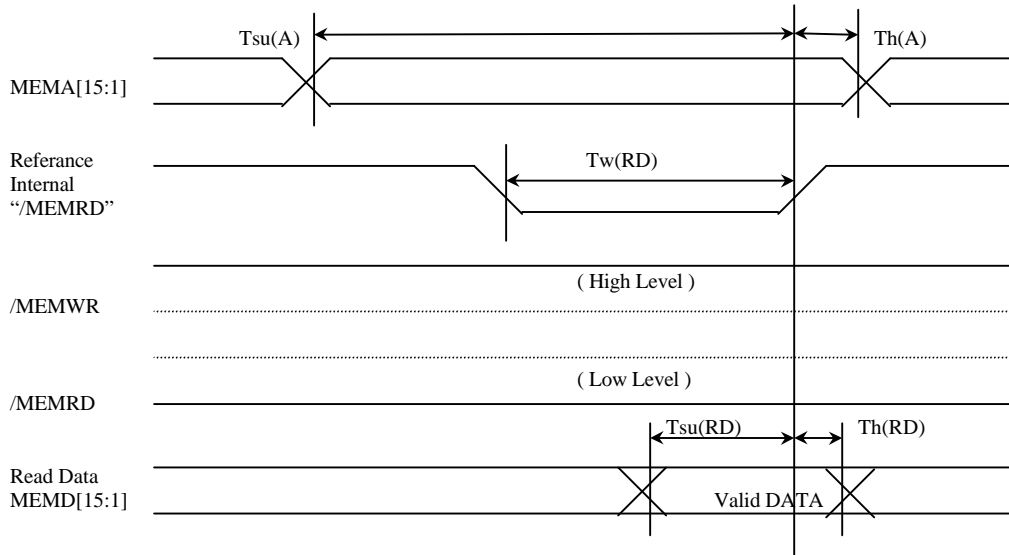 Tsu(A)
Th(A)
MEMA[15:1]
Referance
Internal
“/MEMRD”
Tw(RD)
( High Level )
/MEMWR
( Low Level )
/MEMRD
Tsu(RD)
Th(RD)
Read Data
MEMD[15:1]
Valid DATA